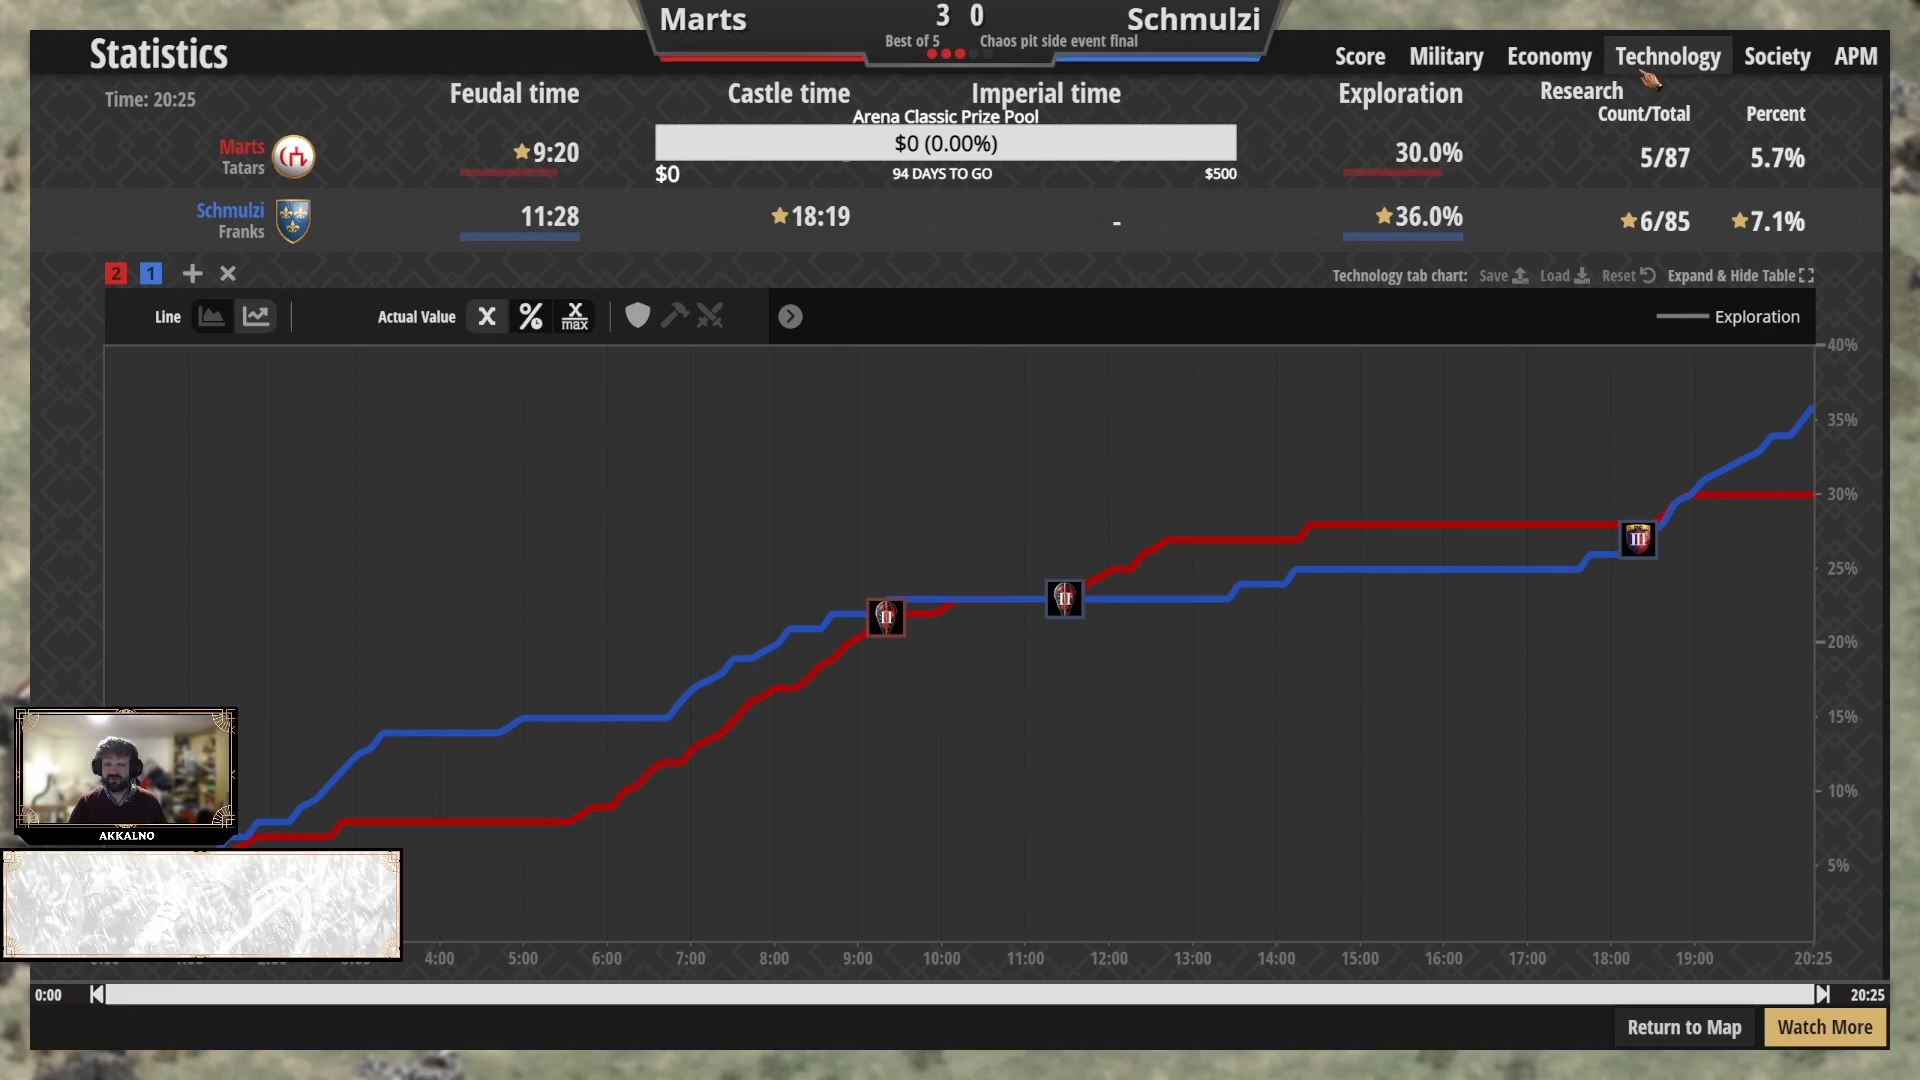 Marts
3 0
Schmulzi
Best of 5
Chaos pit side event final
Statistics
Score
Military
Economy
Technology
Society
APM
Time: 20:25
Feudal time
Castle time
Imperial time
Exploration
Research
Count/Total
Percent
Arena Classic Prize Pool
$0 (0.00%)
$0
94 DAYS TO GO
$500
Marts
Tatars
9:20
30.0%
5/87
5.7%
Schmulzi
Franks
11:28
18:19
-
36.0%
6/85
7.1%
2
1
Technology tab chart:
Save
Load
Reset
Expand & Hide Table
Line
Actual Value
X
%
X
max
Exploration
40%
35%
30%
25%
20%
15%
10%
5%
II
II
III
AKKALNO
4:00
5:00
6:00
7:00
8:00
9:00
10:00
11:00
12:00
13:00
14:00
15:00
16:00
17:00
18:00
19:00
20:25
0:00
20:25
Return to Map
Watch More